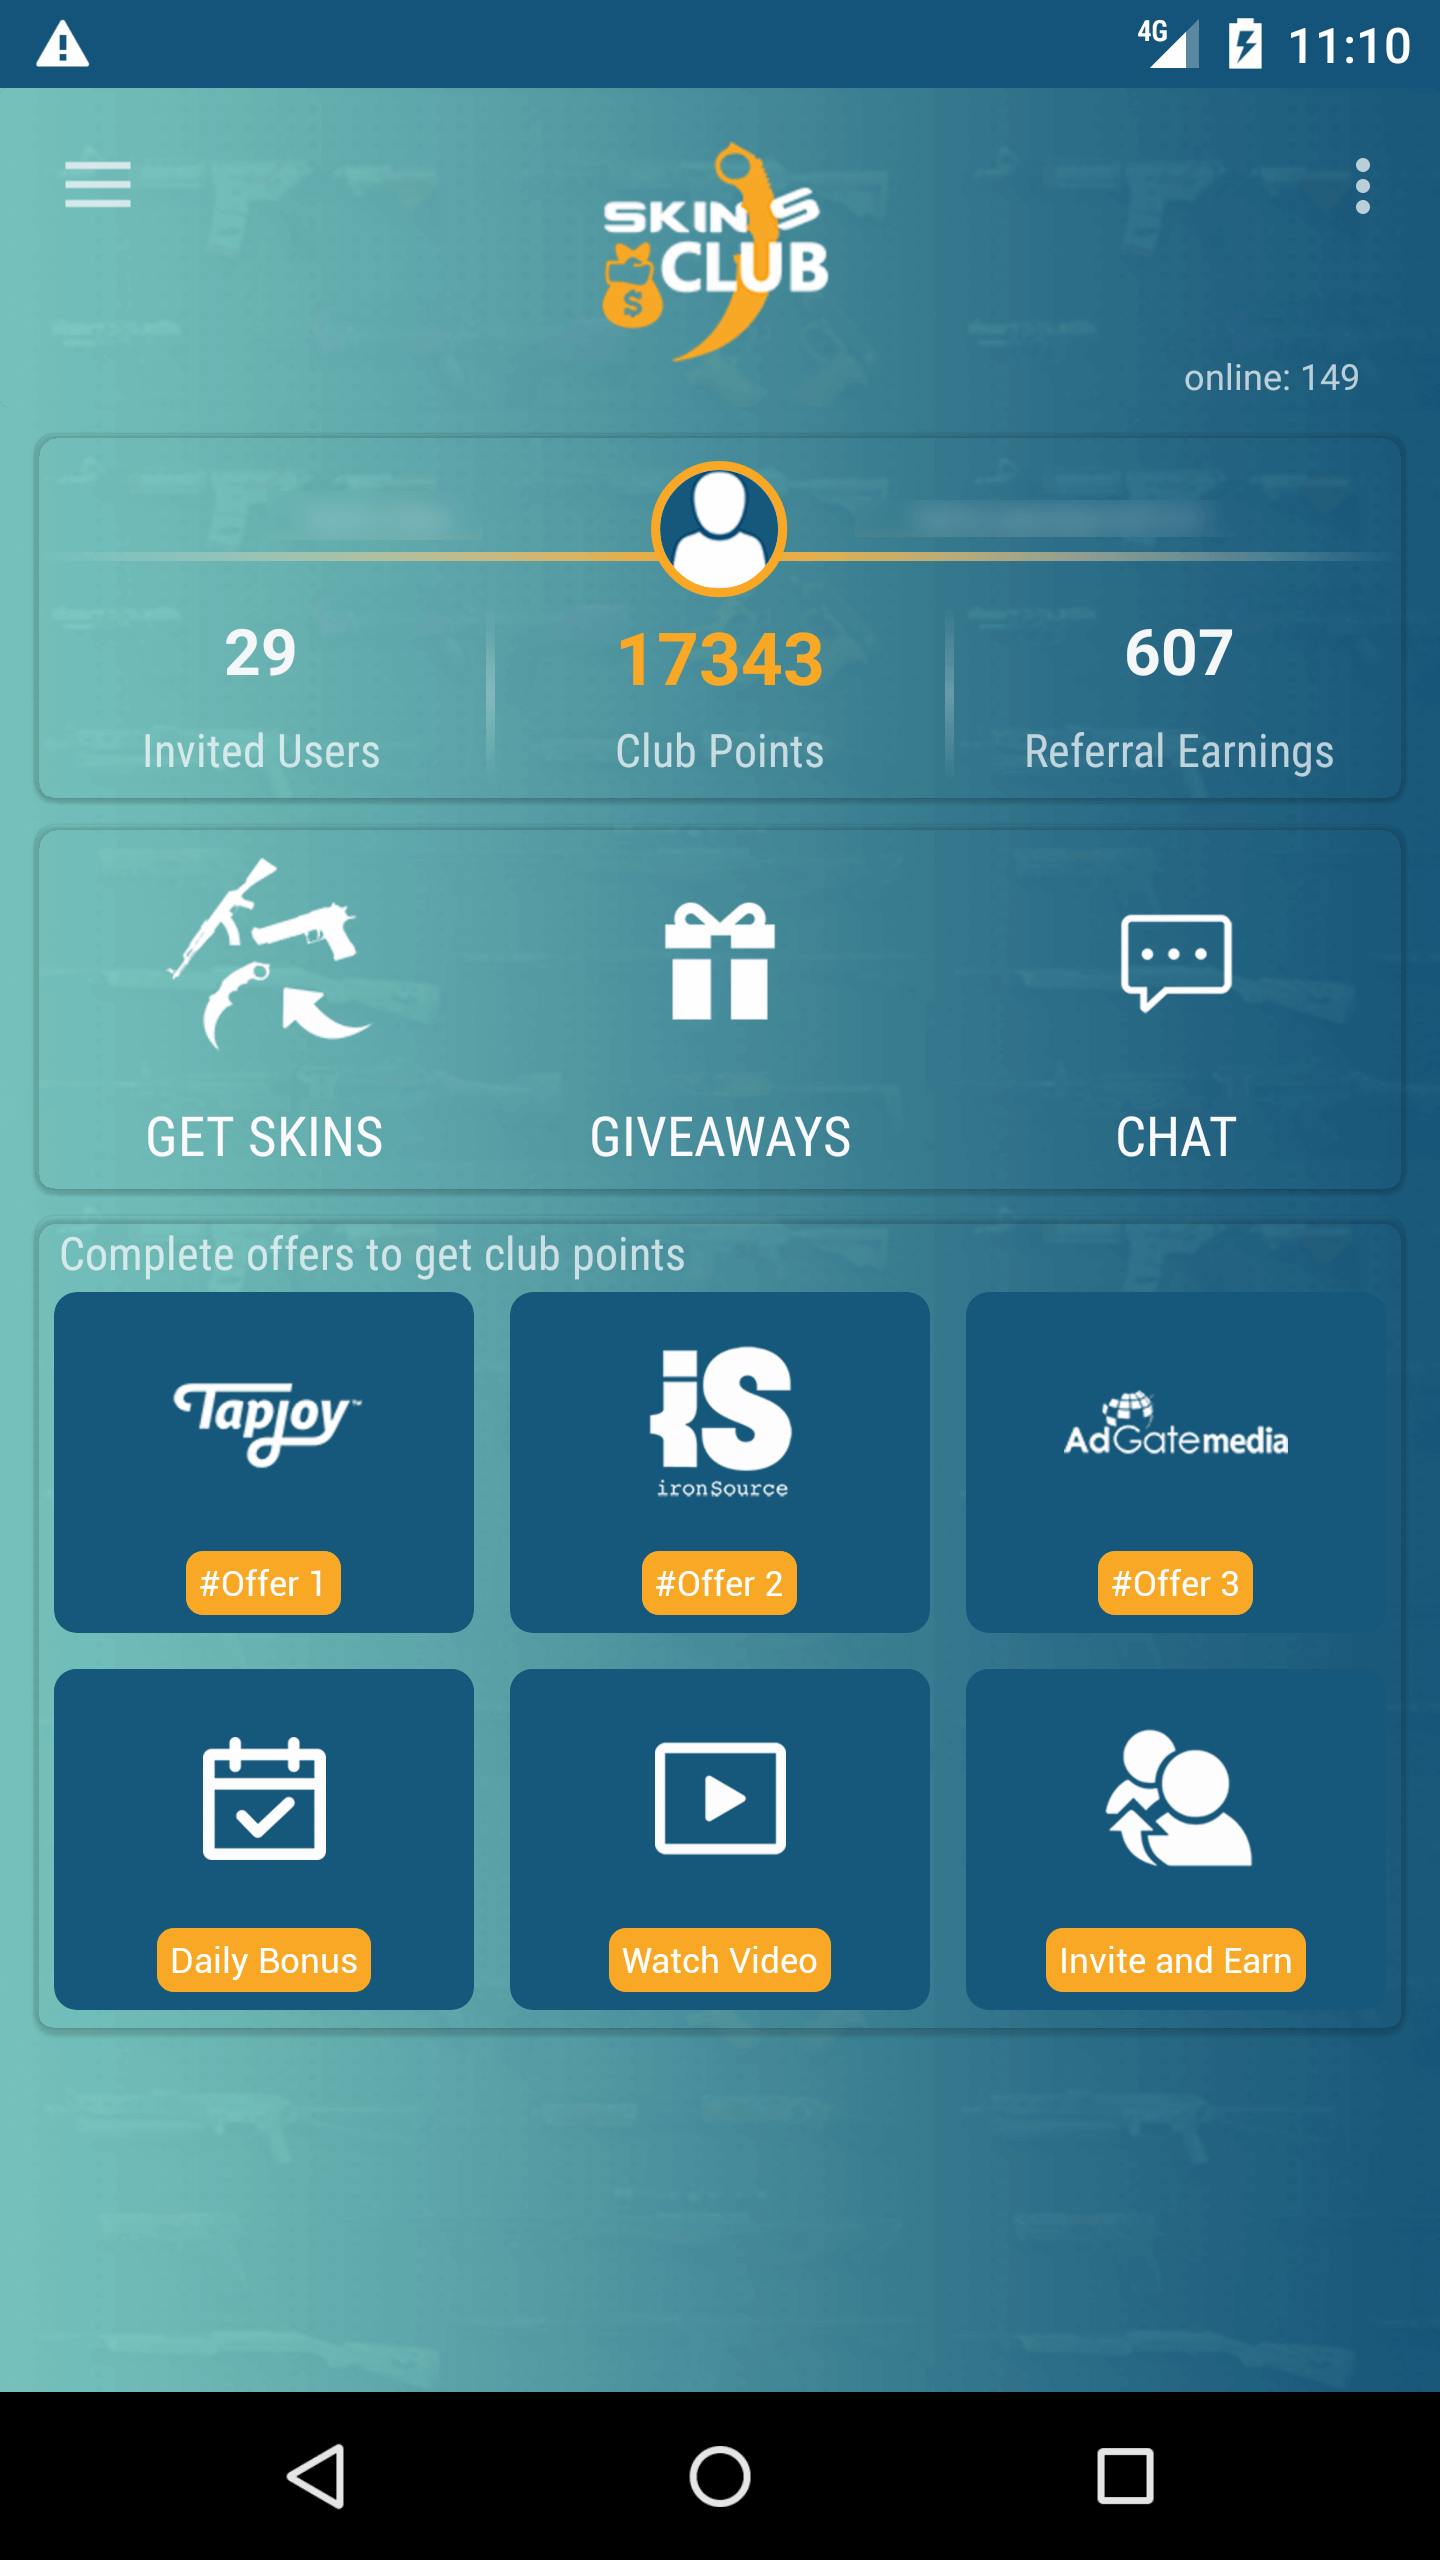 4G 11:10
SKINS
CLUB
$
online: 149
29 17343 607
Invited Users Club Points Referral Earnings
GET SKINS GIVEAWAYS CHAT
Complete offers to get club points
Tapjoy™ iS AdGatemedia
ironSource
#Offer 1 #Offer 2 #Offer 3
Daily Bonus Watch Video Invite and Earn